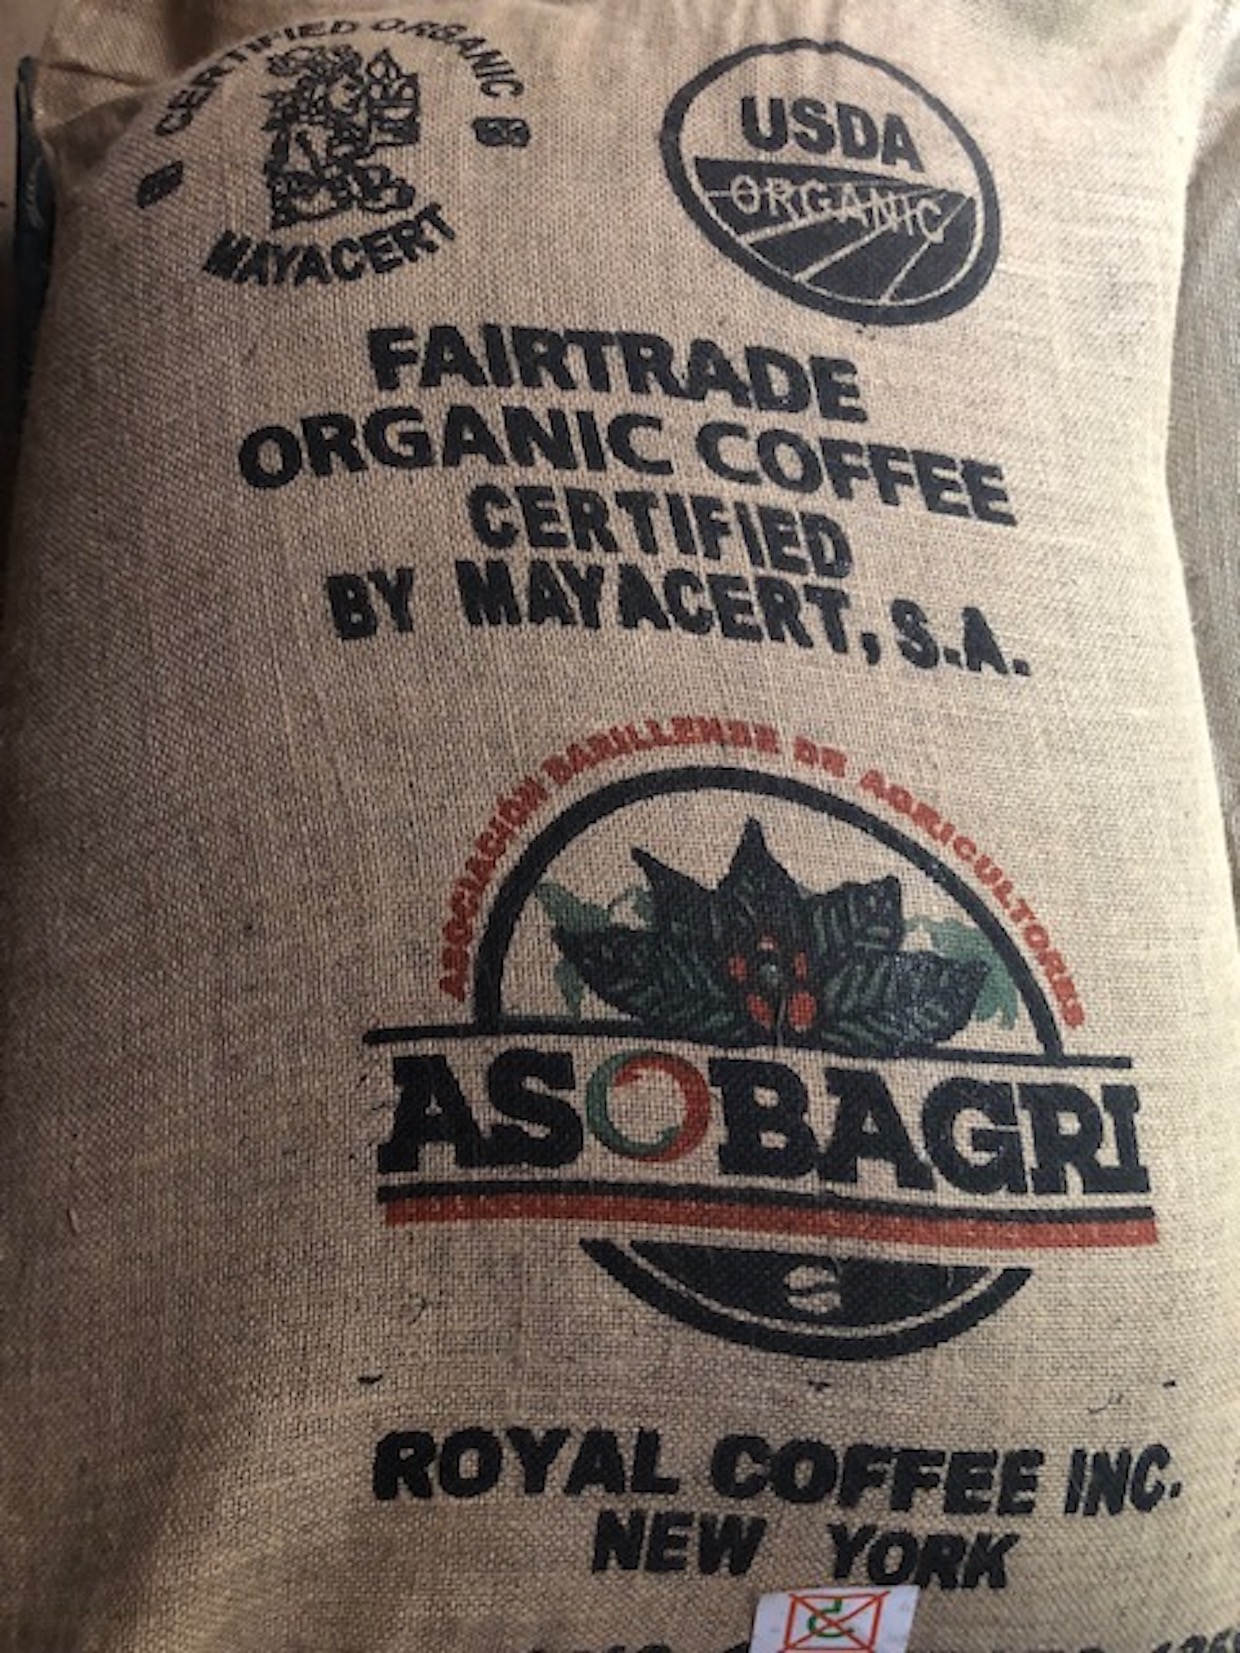 CERTIFIED ORGANIC
MAYACERT
USDA
ORGANIC
FAIRTRADE
ORGANIC COFFEE
CERTIFIED
BY MAYACERT, S.A.
ASOCIACIÓN BARILLENSE DE AGRICULTORES
ASOBAGRI
ROYAL COFFEE INC.
NEW YORK